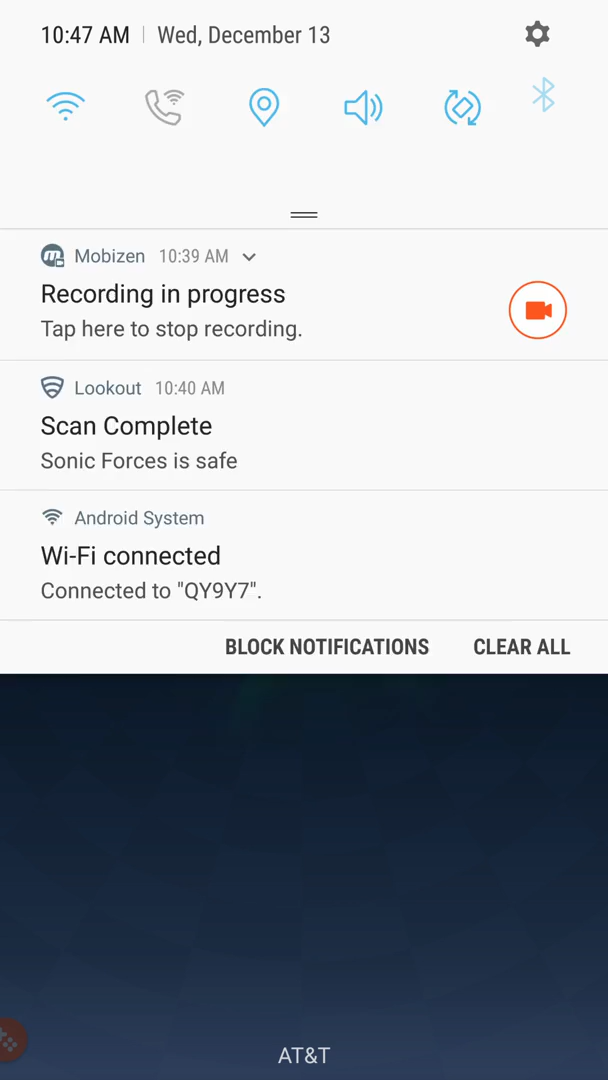 10:47 AM | Wed, December 13
Mobizen 10:39 AM
Recording in progress
Tap here to stop recording.
Lookout 10:40 AM
Scan Complete
Sonic Forces is safe
Android System
Wi-Fi connected
Connected to "QY9Y7".
BLOCK NOTIFICATIONS CLEAR ALL
AT&T